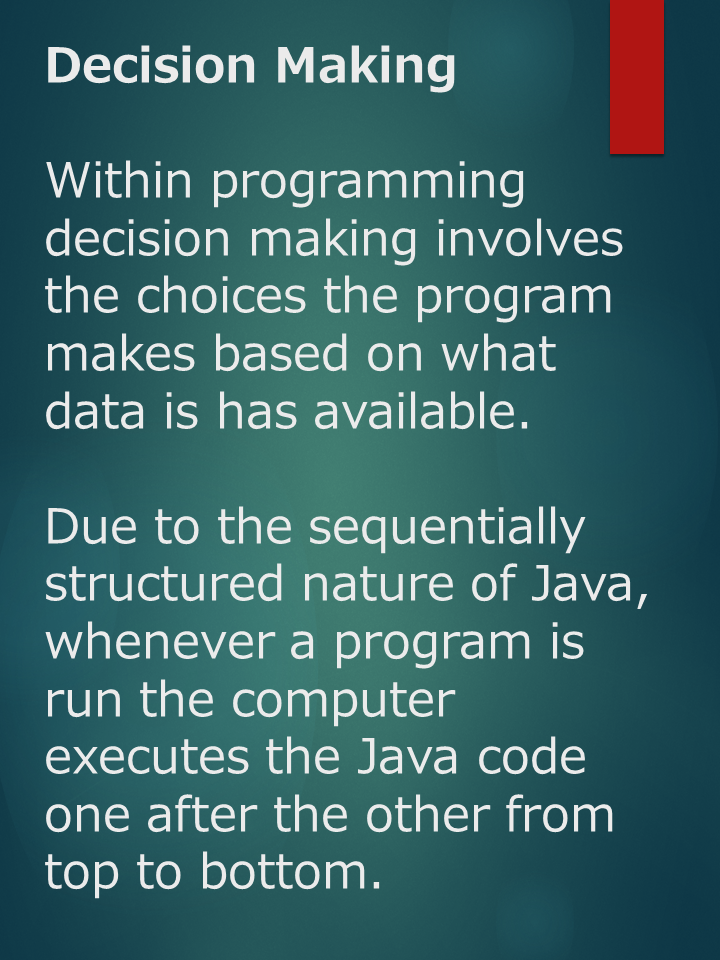 Decision Making
Within programming
decision making involves
the choices the program
makes based on what
data is has available.
Due to the sequentially
structured nature of Java,
whenever a program is
run the computer
executes the Java code
one after the other from
top to bottom.